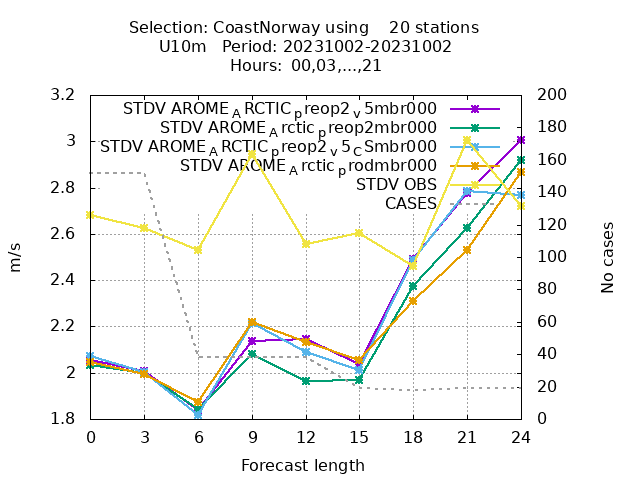 Selection: CoastNorway using 20 stations
U10m Period: 20231002-20231002
Hours: 00,03,...,21
3.2
3
2.8
2.6
2.4
2.2
2
1.8
m/s
STDV AROME_ARCTIC_preop2_v5mbr000
STDV AROME_Arctic_preop2mbr000
STDV AROME_ARCTIC_preop2_v5_CSmbr000
STDV AROME_Arctic_prodmbr000
STDV OBS
CASES
200
180
160
140
120
100
80
60
40
20
0
No cases
0 3 6 9 12 15 18 21 24
Forecast length